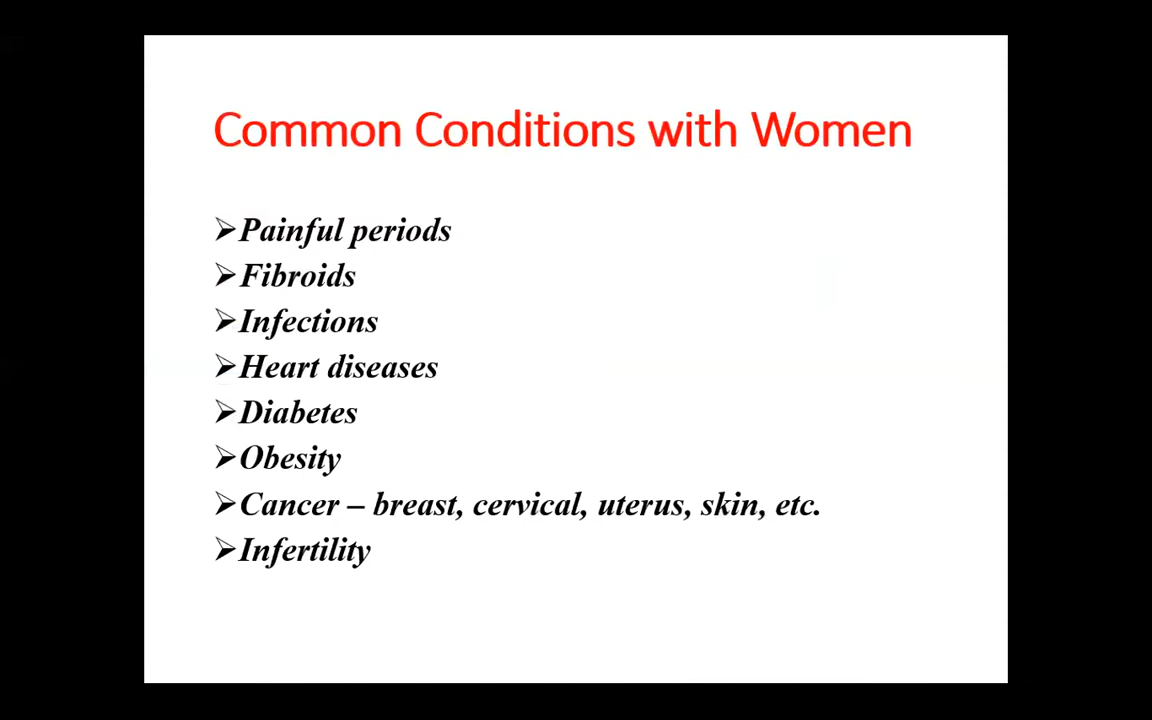 Common Conditions with Women
➢Painful periods
➢Fibroids
➢Infections
➢Heart diseases
➢Diabetes
➢Obesity
➢Cancer – breast, cervical, uterus, skin, etc.
➢Infertility